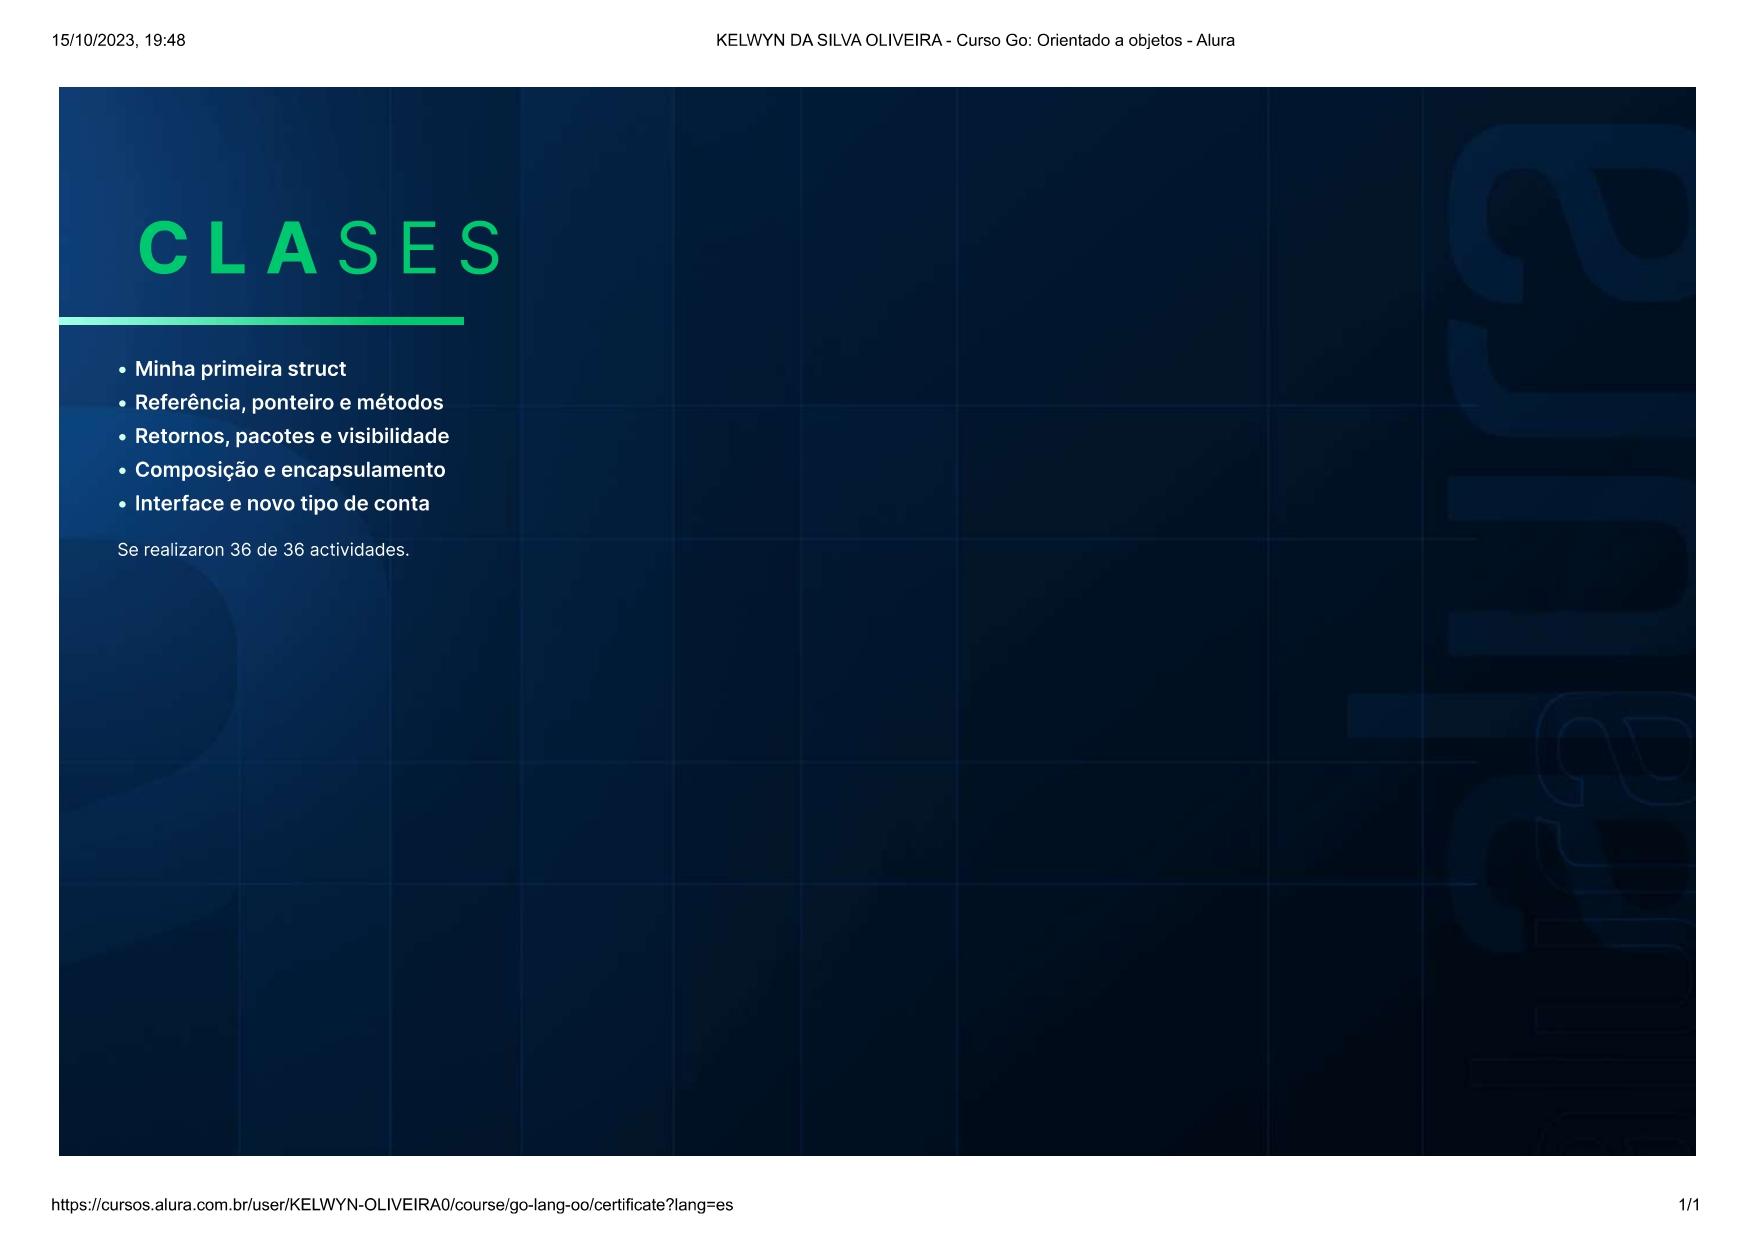 15/10/2023, 19:48
KELWYN DA SILVA OLIVEIRA - Curso Go: Orientado a objetos - Alura
CLASES
• Minha primeira struct
• Referência, ponteiro e métodos
• Retornos, pacotes e visibilidade
• Composição e encapsulamento
• Interface e novo tipo de conta
Se realizaron 36 de 36 actividades.
alura
alura
https://cursos.alura.com.br/user/KELWYN-OLIVEIRA0/course/go-lang-oo/certificate?lang=es
1/1